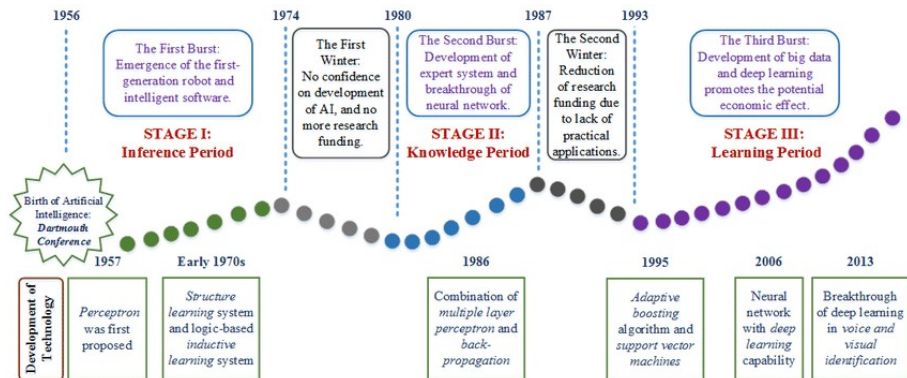 1956
1974
1980
1987
1993
The First Burst:
Emergence of the first-
generation robot and
intelligent software.
The First
Winter:
No confidence
on development
of AI, and no
more research
funding.
The Second Burst:
Development of
expert system and
breakthrough of
neural network.
The Second
Winter:
Reduction
of research
funding due
to lack of
practical
applications.
The Third Burst:
Development of big data
and deep learning
promotes the potential
economic effect.
STAGE I:
Inference Period
STAGE II:
Knowledge Period
STAGE III:
Learning Period
Birth of Artificial
Intelligence:
Dartmouth
Conference
Development of
Technology
1957
Perceptron
was first
proposed
Early 1970s
Structure
learning system
and logic-based
inductive
learning system
1986
Combination of
multiple layer
perceptron and
back-
propagation
1995
Adaptive
boosting
algorithm and
support vector
machines
2006
Neural
network
with deep
learning
capability
2013
Breakthrough
of deep learning
in voice and
visual
identification